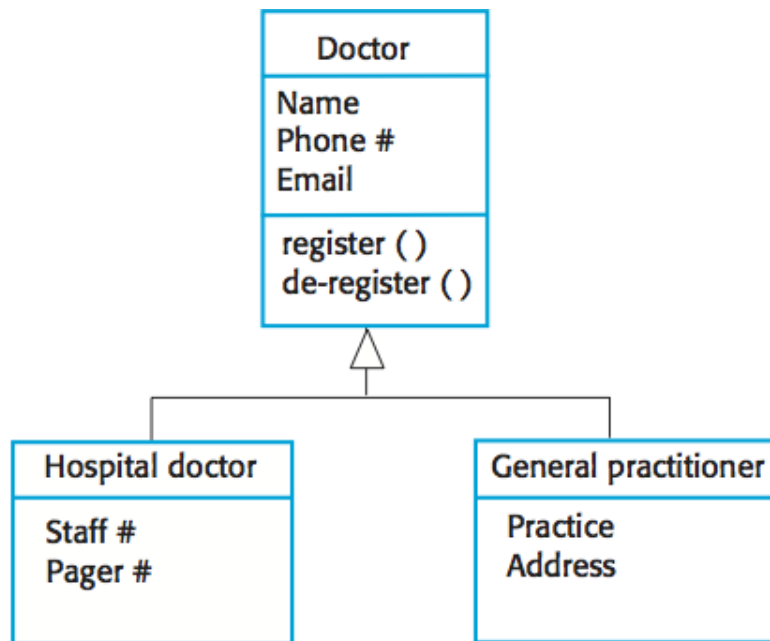 Doctor
Name
Phone #
Email
register ( )
de-register ( )
Hospital doctor
Staff #
Pager #
General practitioner
Practice
Address